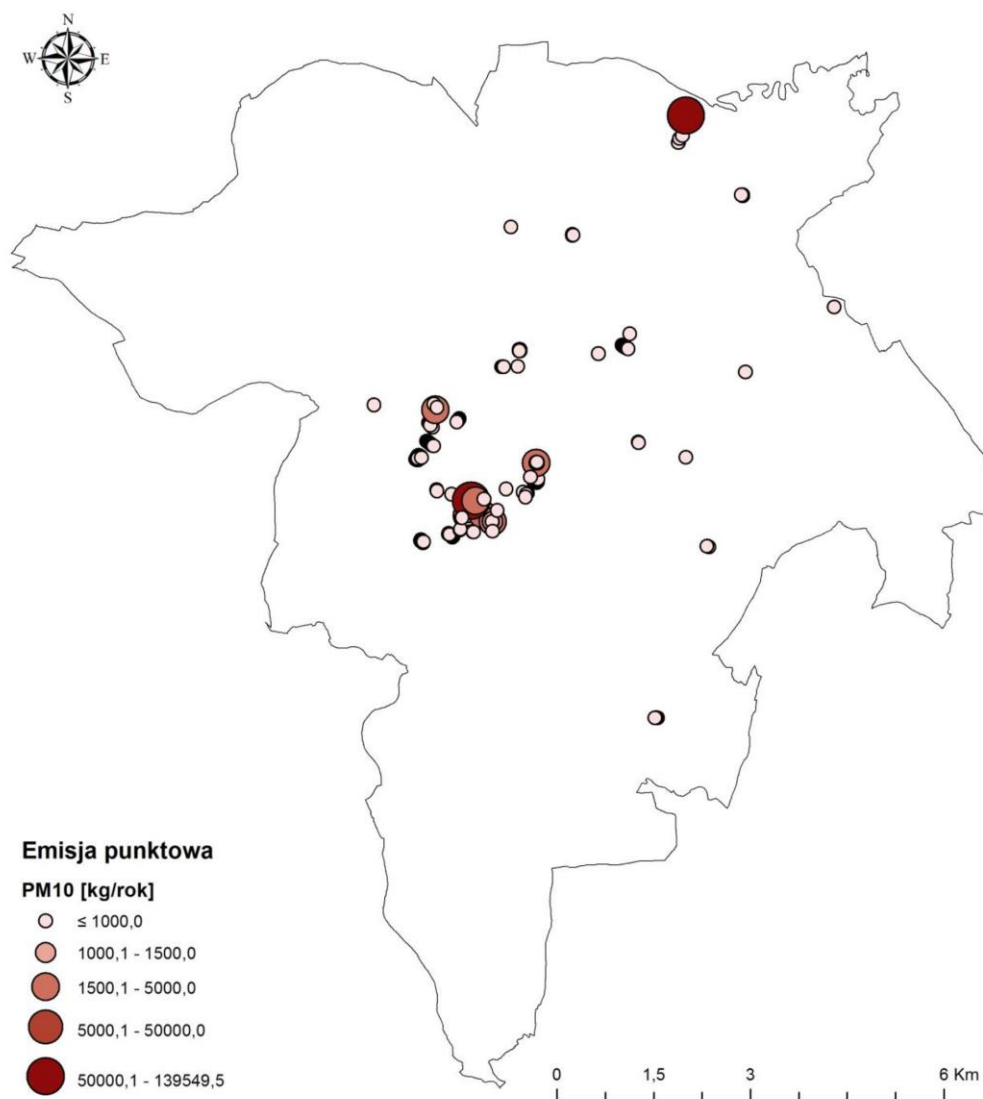 N
W E
S
Emisja punktowa
PM10 [kg/rok]
≤ 1000,0
1000,1 - 1500,0
1500,1 - 5000,0
5000,1 - 50000,0
50000,1 - 139549,5
0 1,5 3 6 Km